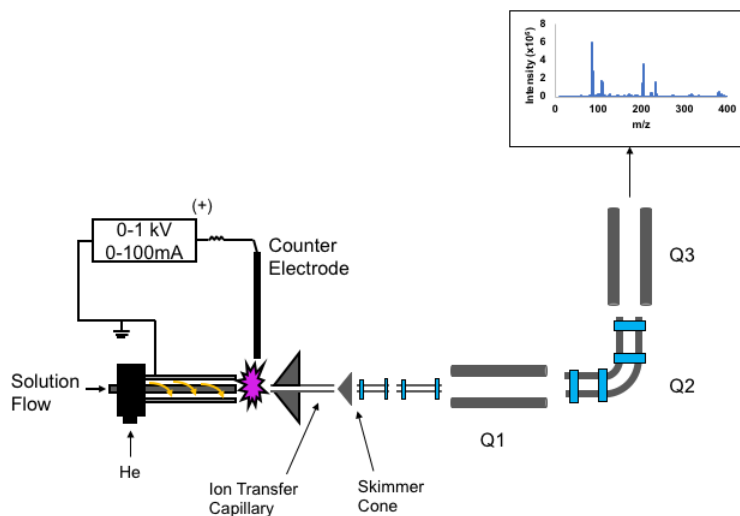 8
6
4
2
0
Intensity (x10⁶)
0
100
200
300
400
m/z
(+)
0-1 kV
0-100mA
Counter
Electrode
Q3
Solution
Flow
Q2
Q1
He
Ion Transfer
Capillary
Skimmer
Cone